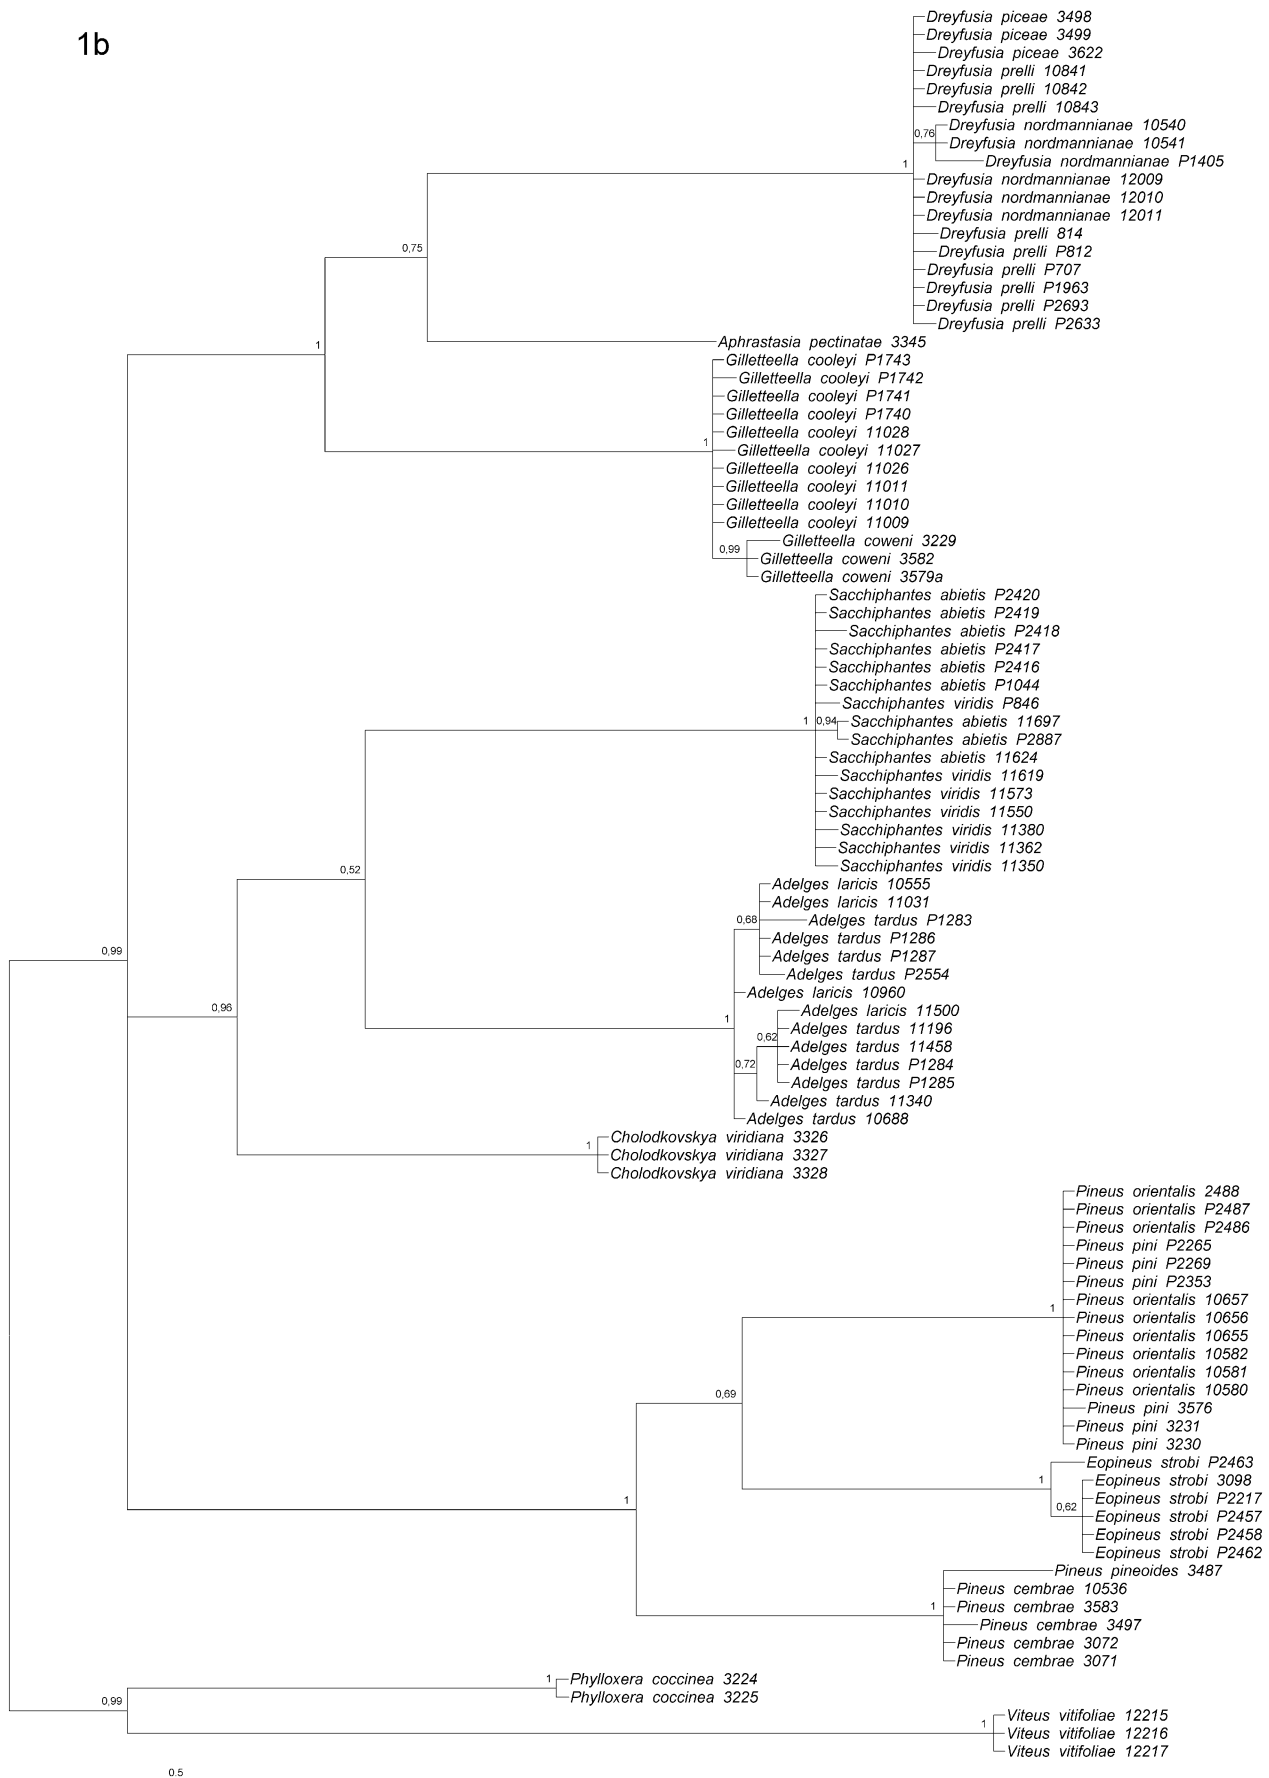 1b
Dreyfusia piceae 3498
Dreyfusia piceae 3499
Dreyfusia piceae 3622
Dreyfusia prelli 10841
Dreyfusia prelli 10842
Dreyfusia prelli 10843
Dreyfusia nordmannianae 10540
0,76
Dreyfusia nordmannianae 10541
Dreyfusia nordmannianae P1405
1
Dreyfusia nordmannianae 12009
Dreyfusia nordmannianae 12010
Dreyfusia nordmannianae 12011
Dreyfusia prelli 814
0,75
Dreyfusia prelli P812
Dreyfusia prelli P707
Dreyfusia prelli P1963
Dreyfusia prelli P2693
Dreyfusia prelli P2633
1
Aphrastasia pectinatae 3345
Gilletteella cooleyi P1743
Gilletteella cooleyi P1742
Gilletteella cooleyi P1741
Gilletteella cooleyi P1740
Gilletteella cooleyi 11028
1
Gilletteella cooleyi 11027
Gilletteella cooleyi 11026
Gilletteella cooleyi 11011
Gilletteella cooleyi 11010
Gilletteella cooleyi 11009
Gilletteella coweni 3229
0,99
Gilletteella coweni 3582
Gilletteella coweni 3579a
Sacchiphantes abietis P2420
Sacchiphantes abietis P2419
Sacchiphantes abietis P2418
Sacchiphantes abietis P2417
Sacchiphantes abietis P2416
Sacchiphantes abietis P1044
Sacchiphantes viridis P846
1 0,94
Sacchiphantes abietis 11697
Sacchiphantes abietis P2887
Sacchiphantes abietis 11624
Sacchiphantes viridis 11619
Sacchiphantes viridis 11573
Sacchiphantes viridis 11550
Sacchiphantes viridis 11380
Sacchiphantes viridis 11362
Sacchiphantes viridis 11350
0,52
Adelges laricis 10555
Adelges laricis 11031
0,68
Adelges tardus P1283
Adelges tardus P1286
0,99
Adelges tardus P1287
Adelges tardus P2554
Adelges laricis 10960
0,96
Adelges laricis 11500
1
Adelges tardus 11196
0,62
Adelges tardus 11458
0,72
Adelges tardus P1284
Adelges tardus P1285
Adelges tardus 11340
Adelges tardus 10688
Cholodkovskya viridiana 3326
1
Cholodkovskya viridiana 3327
Cholodkovskya viridiana 3328
Pineus orientalis 2488
Pineus orientalis P2487
Pineus orientalis P2486
Pineus pini P2265
Pineus pini P2269
Pineus pini P2353
Pineus orientalis 10657
1
Pineus orientalis 10656
Pineus orientalis 10655
Pineus orientalis 10582
Pineus orientalis 10581
Pineus orientalis 10580
0,69
Pineus pini 3576
Pineus pini 3231
Pineus pini 3230
Eopineus strobi P2463
1
Eopineus strobi 3098
1
Eopineus strobi P2217
0,62
Eopineus strobi P2457
Eopineus strobi P2458
Eopineus strobi P2462
Pineus pineoides 3487
Pineus cembrae 10536
1
Pineus cembrae 3583
Pineus cembrae 3497
Pineus cembrae 3072
Pineus cembrae 3071
1
Phylloxera coccinea 3224
0,99
Phylloxera coccinea 3225
Viteus vitifoliae 12215
1
Viteus vitifoliae 12216
Viteus vitifoliae 12217
0.5